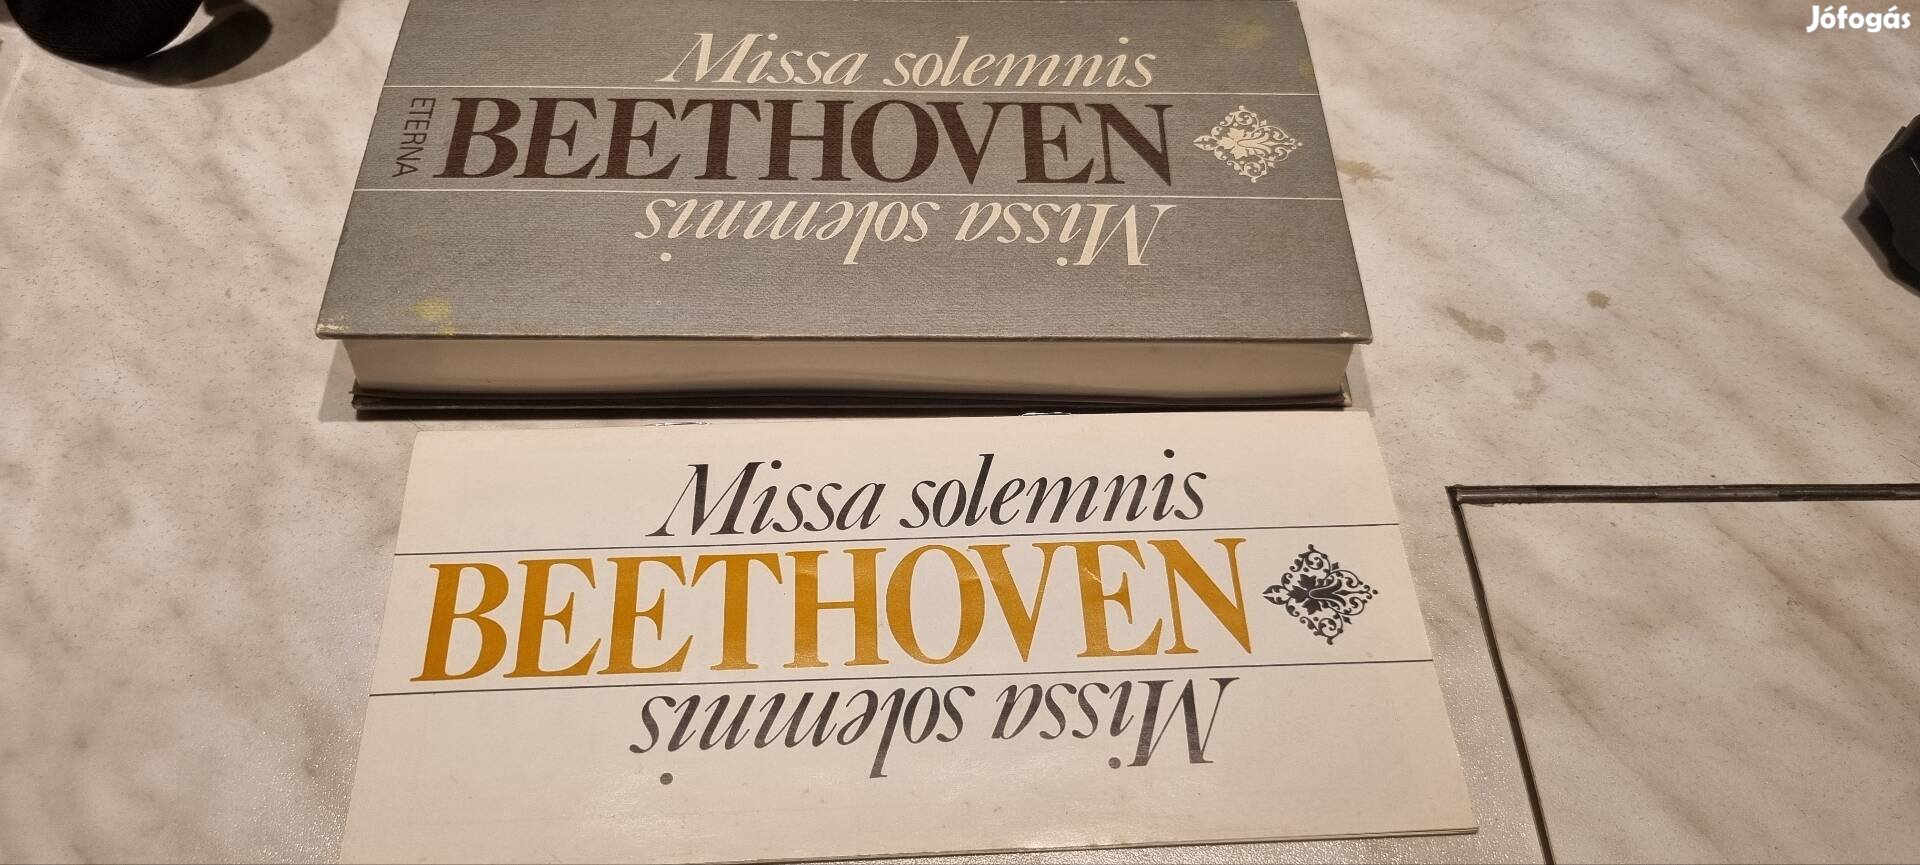 Jófogás
Missa solemnis
ETERNA
BEETHOVEN
Missa solemnis
Missa solemnis
BEETHOVEN
Missa solemnis